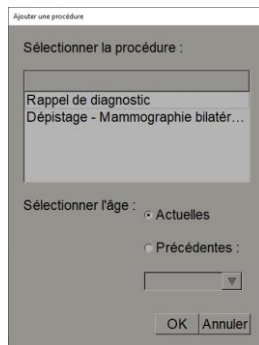 Ajouter une procédure
Sélectionner la procédure :
Rappel de diagnostic
Dépistage - Mammographie bilatér...
Sélectionner l'âge :
Actuelles
Précédentes :
OK Annuler